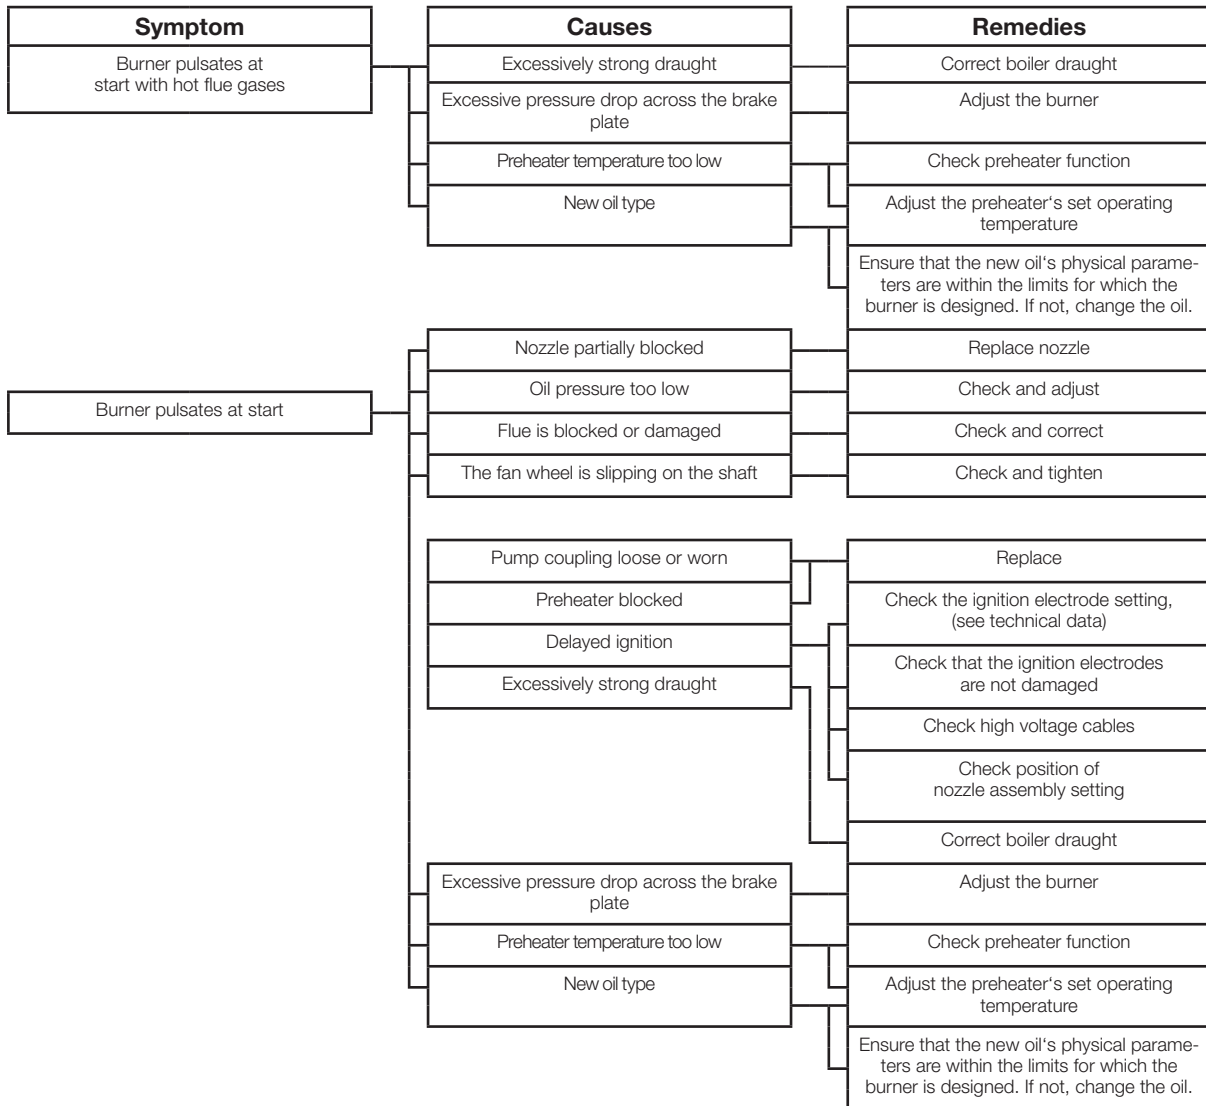 Symptom
Causes
Remedies
Burner pulsates at
start with hot flue gases
Excessively strong draught
Correct boiler draught
Excessive pressure drop across the brake
plate
Adjust the burner
Preheater temperature too low
Check preheater function
New oil type
Adjust the preheater‘s set operating
temperature
Ensure that the new oil‘s physical parame-
ters are within the limits for which the
burner is designed. If not, change the oil.
Burner pulsates at start
Nozzle partially blocked
Replace nozzle
Oil pressure too low
Check and adjust
Flue is blocked or damaged
Check and correct
The fan wheel is slipping on the shaft
Check and tighten
Pump coupling loose or worn
Replace
Preheater blocked
Check the ignition electrode setting,
(see technical data)
Delayed ignition
Check that the ignition electrodes
are not damaged
Excessively strong draught
Check high voltage cables
Check position of
nozzle assembly setting
Correct boiler draught
Excessive pressure drop across the brake
plate
Adjust the burner
Preheater temperature too low
Check preheater function
New oil type
Adjust the preheater‘s set operating
temperature
Ensure that the new oil‘s physical parame-
ters are within the limits for which the
burner is designed. If not, change the oil.